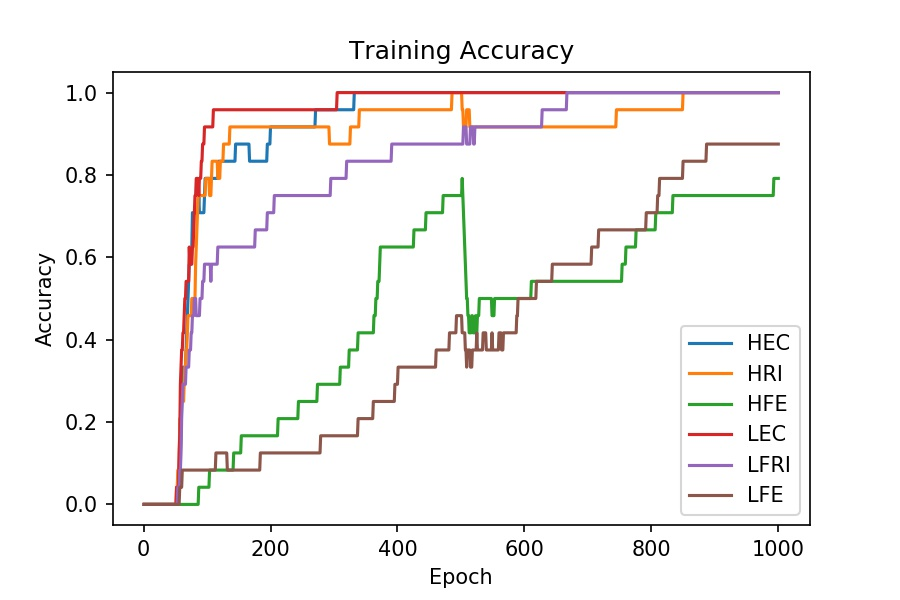 Training Accuracy
1.0
0.8
0.6
0.4
0.2
0.0
Accuracy
HEC
HRI
HFE
LEC
LFRI
LFE
0 200 400 600 800 1000
Epoch